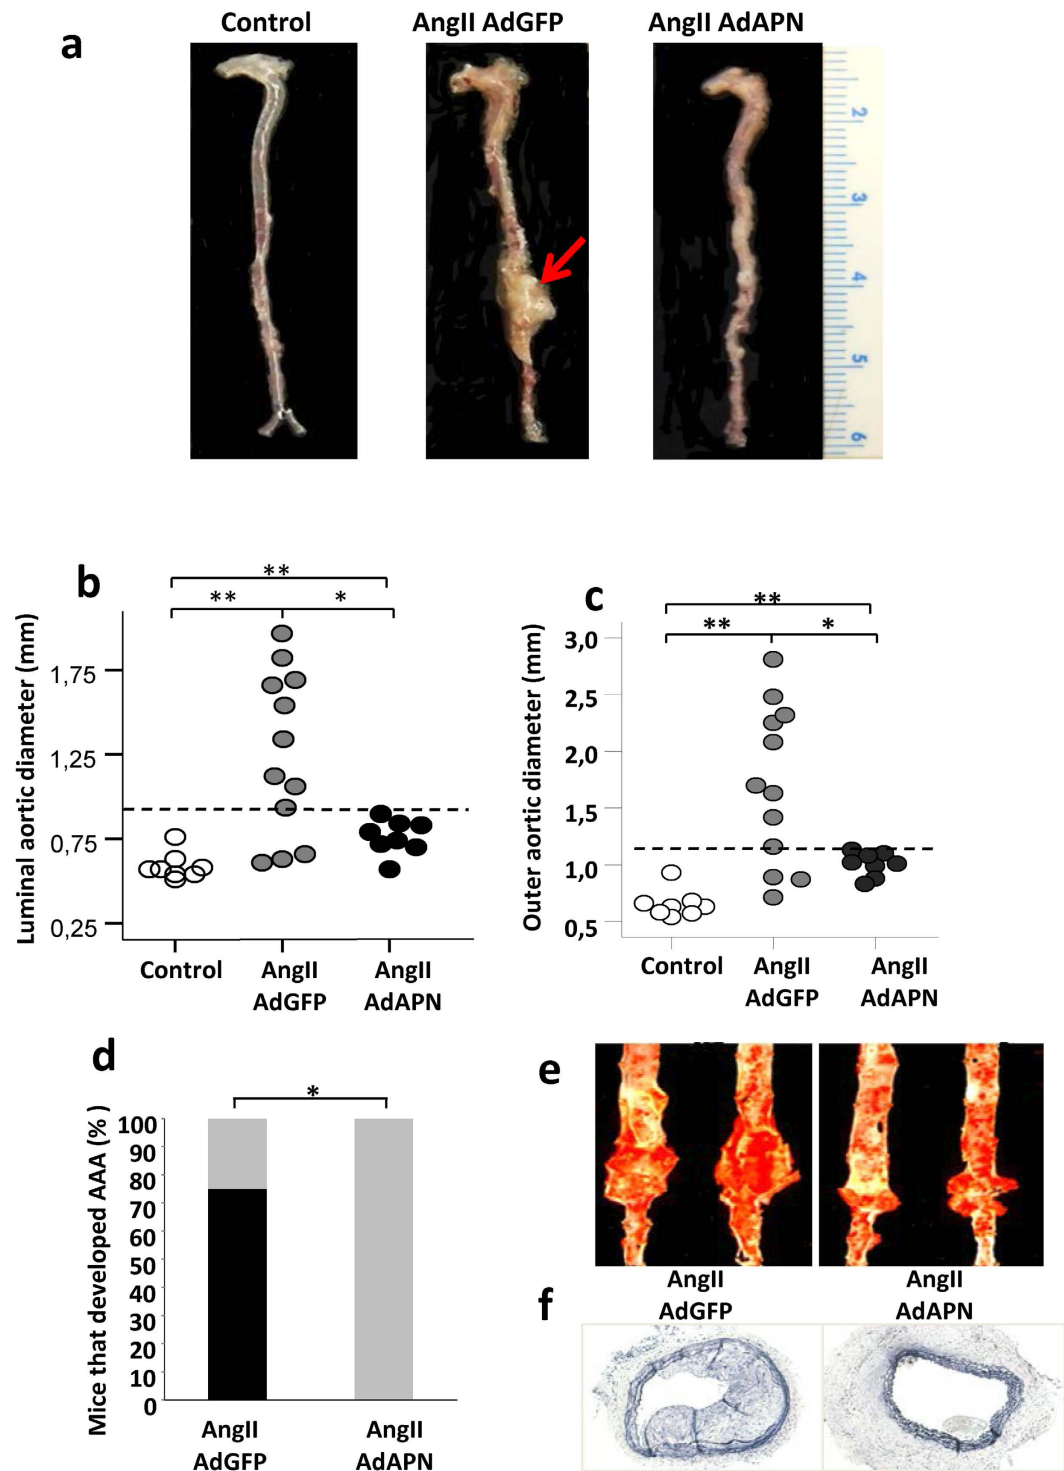 a
Control
AngII AdGFP
AngII AdAPN
2
3
4
5
6
b
**
**
*
Luminal aortic diameter (mm)
1,75
1,25
0,75
0,25
Control
AngII
AdGFP
AngII
AdAPN
c
**
**
*
Outer aortic diameter (mm)
3,0
2,5
2,0
1,5
1,0
0,5
Control
AngII
AdGFP
AngII
AdAPN
d
*
Mice that developed AAA (%)
100
90
80
70
60
50
40
30
20
10
0
AngII
AdGFP
AngII
AdAPN
e
AngII
AdGFP
AngII
AdAPN
f